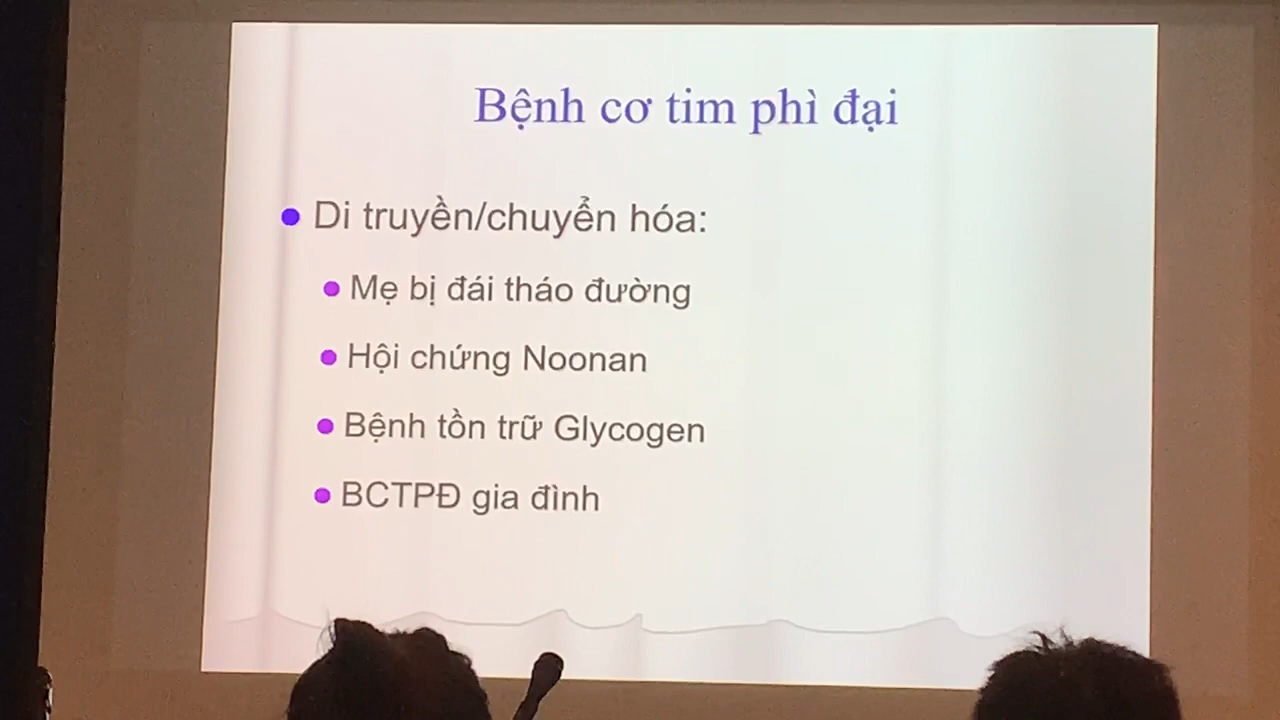 Bệnh cơ tim phì đại
Di truyền/chuyển hóa:
Mẹ bị đái tháo đường
Hội chứng Noonan
Bệnh tồn trữ Glycogen
BCTPĐ gia đình